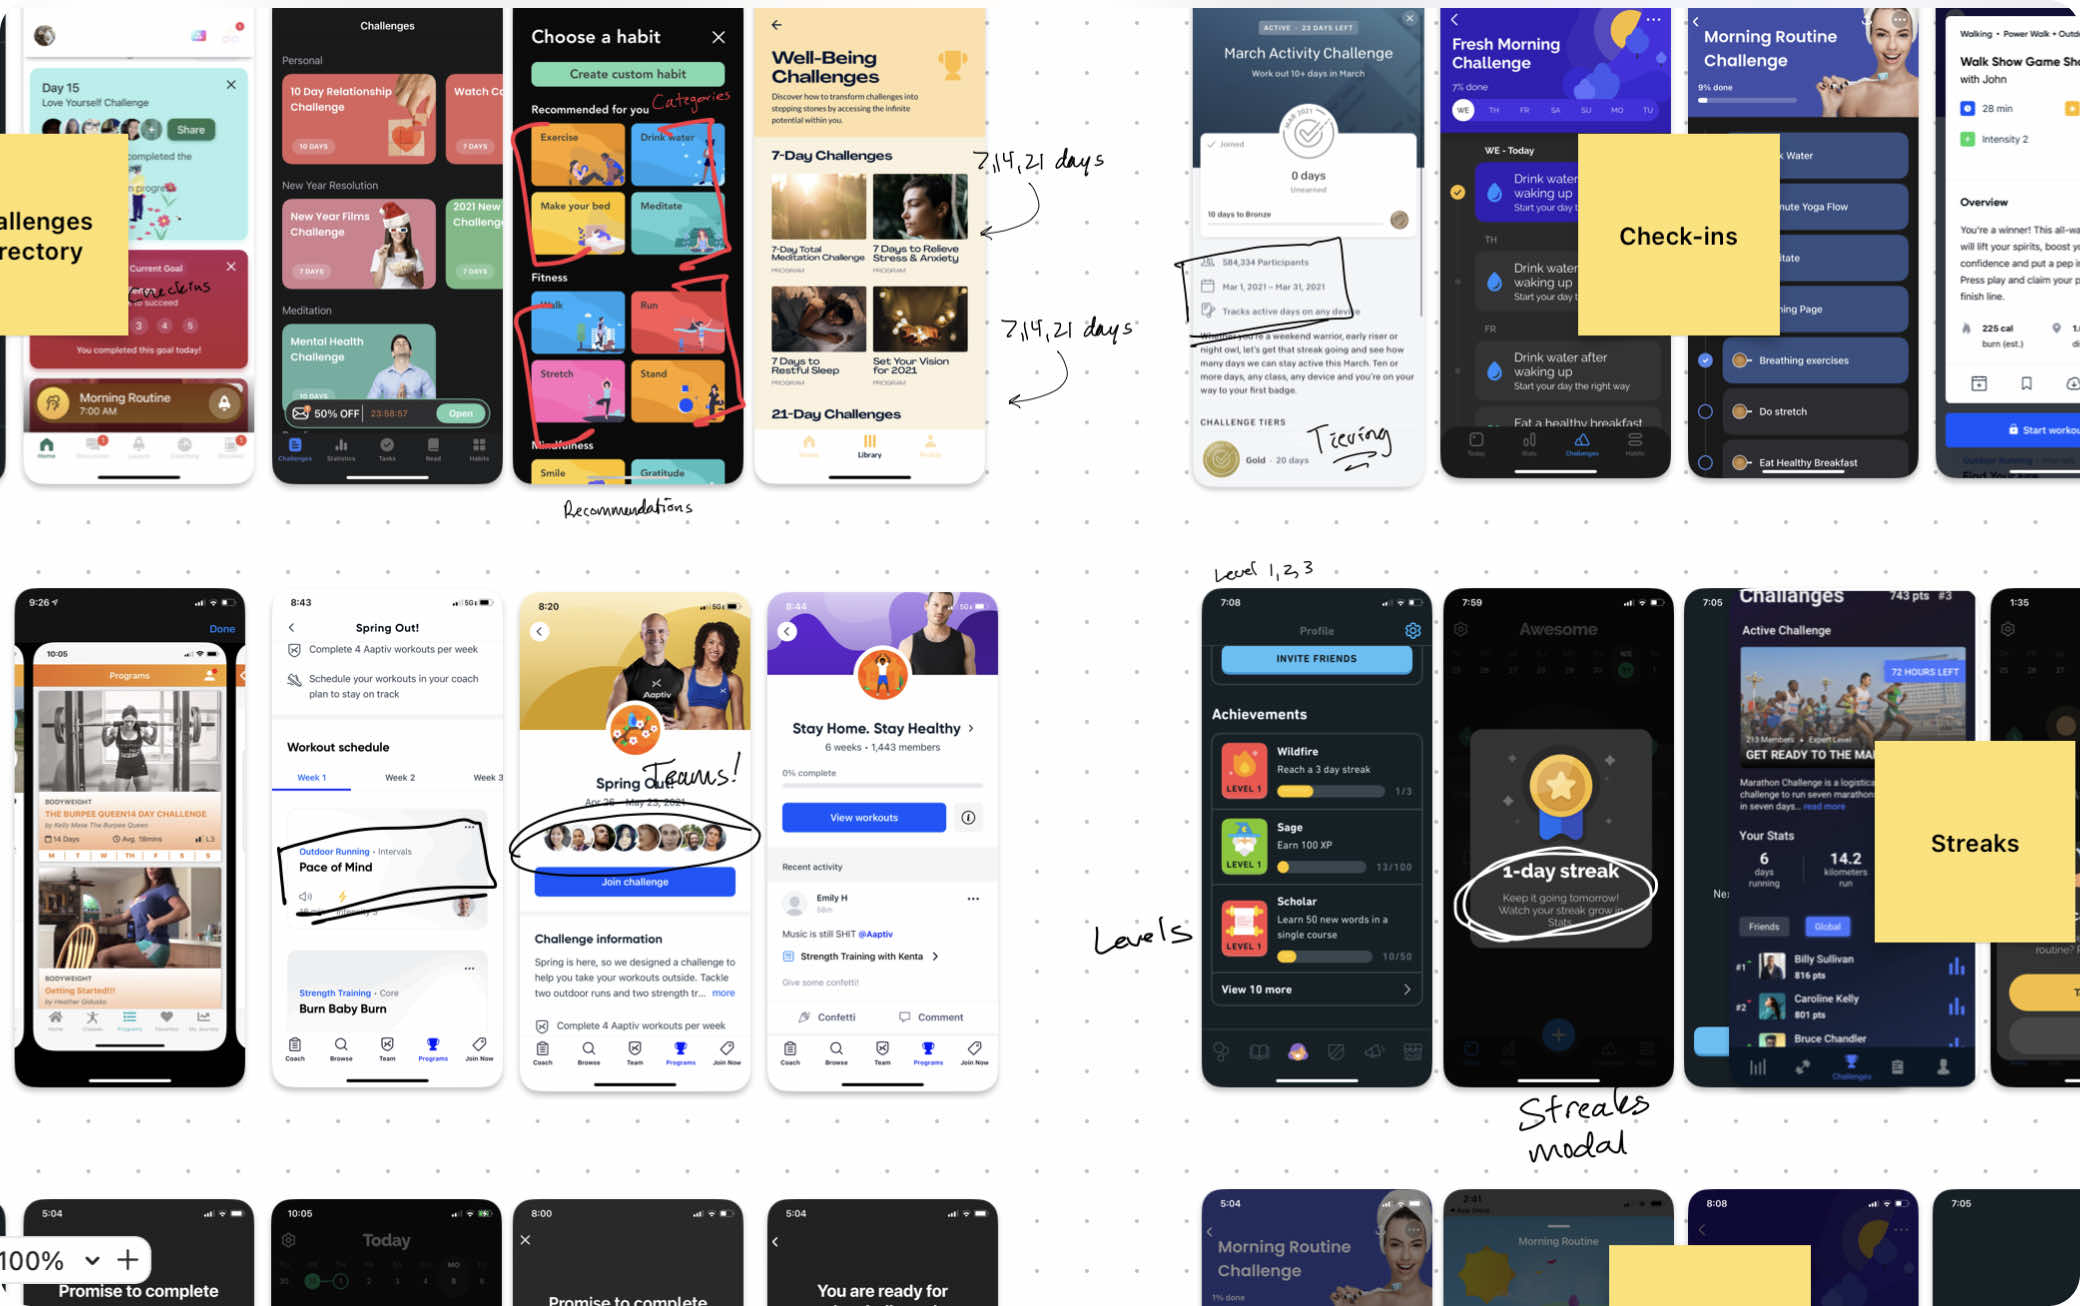 Day 15
Love Yourself Challenge
Share
completed the
allenges
rectory
Current Goal
to succeed
3 4 5
You completed this goal today!
Morning Routine
7:00 AM
Home
Challenges
Personal
10 Day Relationship
Challenge
10 DAYS
7 DAYS
New Year Resolution
New Year Films
Challenge
7 DAYS
2021 New
Challeng
7 DAYS
Meditation
Mental Health
Challenge
10 DAYS
50% OFF
23:58:57
Open
Challenges Statistics Tasks Read Habits
Choose a habit
Create custom habit
Recommended for you
Categories
Exercise
Drink water
Make your bed
Meditate
Fitness
Walk
Run
Stretch
Stand
Mindfulness
Smile
Gratitude
Recommendations
Well-Being
Challenges
Discover how to transform challenges into
stepping stones by accessing the infinite
potential within you.
7-Day Challenges
7-Day Total
Meditation Challenge
PROGRAM
7 Days to Relieve
Stress & Anxiety
PROGRAM
7 Days to
Restful Sleep
PROGRAM
Set Your Vision
for 2021
PROGRAM
21-Day Challenges
Library
7,14,21 days
7,14,21 days
ACTIVE - 23 DAYS LEFT
March Activity Challenge
Work out 10+ days in March
MAR 2021
Joined
0 days
Unearned
10 days to Bronze
584,334 Participants
Mar 1, 2021 – Mar 31, 2021
Tracks active days on any device
Whether you're a weekend warrior, early riser or
night owl, let's get that streak going and see how
many days we can stay active this March. Ten or
more days, any class, any device and you're on your
way to your first badge.
CHALLENGE TIERS
Gold · 20 days
Tiering
Fresh Morning
Challenge
7% done
WE TH FR SA SU MO TU
WE - Today
Drink water
waking up
Start your day t
TH
Drink water
waking up
Start your day t
FR
Drink water after
waking up
Start your day the right way
Eat a healthy breakfast
Today Stats Challenges Habits
Check-ins
Morning Routine
Challenge
9% done
k Water
nute Yoga Flow
itate
ning Page
Breathing exercises
Do stretch
Eat Healthy Breakfast
Walking • Power Walk • Outdo
Walk Show Game Sho
with John
28 min
Intensity 2
Overview
You're a winner! This all-wa
will lift your spirits, boost yo
confidence and put a pep in
Press play and claim your p
finish line.
225 cal
burn (est.)
Start workou
9:26
Done
10:05
Programs
BODYWEIGHT
THE BURPEE QUEEN14 DAY CHALLENGE
by Kelly Mase The Burpee Queen
14 Days
Avg. 18mins
L3
M T W TH F S S
BODYWEIGHT
Getting Started!!!
by Heather Gidusko
Home Classes Programs Favorites My Journey
8:43
5G
Spring Out!
Complete 4 Aaptiv workouts per week
Schedule your workouts in your coach
plan to stay on track
Workout schedule
Week 1 Week 2 Week 3
Outdoor Running • Intervals
Pace of Mind
Strength Training • Core
Burn Baby Burn
Coach Browse Team Programs Join Now
8:20
5G
Aaptiv
Spring Out!
Teams!
Apr 26 - May 23, 2021
Join challenge
Challenge information
Spring is here, so we designed a challenge to
help you take your workouts outside. Tackle
two outdoor runs and two strength tr... more
Complete 4 Aaptiv workouts per week
Coach Browse Team Programs Join Now
8:44
5G
Stay Home. Stay Healthy
6 weeks • 1,443 members
0% complete
View workouts
Recent activity
Emily H
58m
Music is still SHIT @Aaptiv
Strength Training with Kenta
Give some confetti!
Confetti
Comment
Coach Browse Team Programs Join Now
Level 1,2,3
Levels
7:08
Profile
INVITE FRIENDS
Achievements
Wildfire
Reach a 3 day streak
LEVEL 1
1/3
Sage
Earn 100 XP
LEVEL 1
13/100
Scholar
Learn 50 new words in a
single course
LEVEL 1
10/50
View 10 more
7:59
Awesome
1-day streak
Keep it going tomorrow!
Watch your streak grow in
Stats
Streaks
modal
7:05
Challanges
743 pts #3
Active Challenge
72 HOURS LEFT
213 Members • Expert Level
GET READY TO THE MA
Marathon Challenge is a logistica
challenge to run seven marathons
in seven days... read more
Your Stats
6
days
running
14.2
kilometers
run
Friends
Global
#1 Billy Sullivan
816 pts
#2 Caroline Kelly
801 pts
Bruce Chandler
Challenges
Streaks
1:35
routine?
5:04
Promise to complete
10:05
Today
MO
8:00
Promise to complete
5:04
You are ready for
100%
5:04
Morning Routine
Challenge
1% done
2:41
App Store
Morning Routine
8:08
7:05